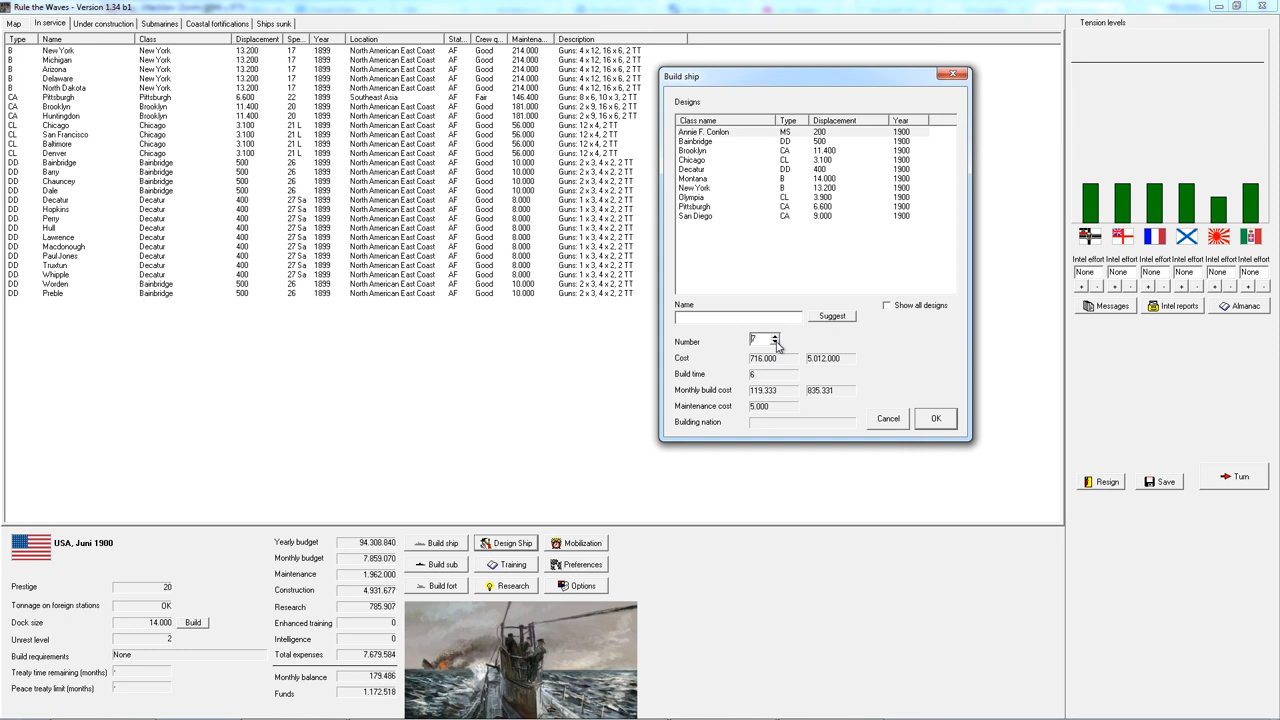 Rule the Waves - Version 1.34 b1
Map In service Under construction Submarines Coastal fortifications Ships sunk
Type Name Class Displacement Spe... Year Location Stat... Crew q... Maintena... Description
B New York New York 13.200 17 1899 North American East Coast AF Good 214.000 Guns: 4 x 12, 16 x 6, 2 TT
B Michigan New York 13.200 17 1899 North American East Coast AF Good 214.000 Guns: 4 x 12, 16 x 6, 2 TT
B Arizona New York 13.200 17 1899 North American East Coast AF Good 214.000 Guns: 4 x 12, 16 x 6, 2 TT
B Delaware New York 13.200 17 1899 North American East Coast AF Good 214.000 Guns: 4 x 12, 16 x 6, 2 TT
B North Dakota New York 13.200 17 1899 North American East Coast AF Good 214.000 Guns: 4 x 12, 16 x 6, 2 TT
CA Pittsburgh Pittsburgh 6.600 22 1899 Southeast Asia AF Fair 146.400 Guns: 8 x 6, 10 x 3, 2 TT
CA Brooklyn Brooklyn 11.400 20 1899 North American East Coast AF Good 181.000 Guns: 2 x 9, 16 x 6, 2 TT
CA Huntingdon Brooklyn 11.400 20 1899 North American East Coast AF Good 181.000 Guns: 2 x 9, 16 x 6, 2 TT
CL Chicago Chicago 3.100 21 L 1899 North American East Coast AF Good 56.000 Guns: 12 x 4, 2 TT
CL San Francisco Chicago 3.100 21 L 1899 North American East Coast AF Good 56.000 Guns: 12 x 4, 2 TT
CL Baltimore Chicago 3.100 21 L 1899 North American East Coast AF Good 56.000 Guns: 12 x 4, 2 TT
CL Denver Chicago 3.100 21 L 1899 North American East Coast AF Good 56.000 Guns: 12 x 4, 2 TT
DD Bainbridge Bainbridge 500 26 1899 North American East Coast AF Good 10.000 Guns: 2 x 3, 4 x 2, 2 TT
DD Barry Bainbridge 500 26 1899 North American East Coast AF Good 10.000 Guns: 2 x 3, 4 x 2, 2 TT
DD Chauncey Bainbridge 500 26 1899 North American East Coast AF Good 10.000 Guns: 2 x 3, 4 x 2, 2 TT
DD Dale Bainbridge 500 26 1899 North American East Coast AF Good 10.000 Guns: 2 x 3, 4 x 2, 2 TT
DD Decatur Decatur 400 27 Sa 1899 North American East Coast AF Good 8.000 Guns: 1 x 3, 4 x 2, 2 TT
DD Hopkins Decatur 400 27 Sa 1899 North American East Coast AF Good 8.000 Guns: 1 x 3, 4 x 2, 2 TT
DD Perry Decatur 400 27 Sa 1899 North American East Coast AF Good 8.000 Guns: 1 x 3, 4 x 2, 2 TT
DD Hull Decatur 400 27 Sa 1899 North American East Coast AF Good 8.000 Guns: 1 x 3, 4 x 2, 2 TT
DD Lawrence Decatur 400 27 Sa 1899 North American East Coast AF Good 8.000 Guns: 1 x 3, 4 x 2, 2 TT
DD Macdonough Decatur 400 27 Sa 1899 North American East Coast AF Good 8.000 Guns: 1 x 3, 4 x 2, 2 TT
DD Paul Jones Decatur 400 27 Sa 1899 North American East Coast AF Good 8.000 Guns: 1 x 3, 4 x 2, 2 TT
DD Truxtun Decatur 400 27 Sa 1899 North American East Coast AF Good 8.000 Guns: 1 x 3, 4 x 2, 2 TT
DD Whipple Decatur 400 27 Sa 1899 North American East Coast AF Good 8.000 Guns: 1 x 3, 4 x 2, 2 TT
DD Worden Bainbridge 500 26 1899 North American East Coast AF Good 10.000 Guns: 2 x 3, 4 x 2, 2 TT
DD Preble Bainbridge 500 26 1899 North American East Coast AF Good 10.000 Guns: 2 x 3, 4 x 2, 2 TT
Build ship
Designs
Class name Type Displacement Year
Annie F. Conlon MS 200 1900
Bainbridge DD 500 1900
Brooklyn CA 11.400 1900
Chicago CL 3.100 1900
Decatur DD 400 1900
Montana B 14.000 1900
New York B 13.200 1900
Olympia CL 3.900 1900
Pittsburgh CA 6.600 1900
San Diego CA 9.000 1900
Name Show all designs
Suggest
Number 7
Cost 716.000 5.012.000
Build time 6
Monthly build cost 119.333 835.331
Maintenance cost 5.000
Building nation
Cancel OK
Tension levels
Intel effort Intel effort Intel effort Intel effort Intel effort Intel effort
None None None None None None
+ - + - + - + - + - + -
Messages Intel reports Almanac
Resign Save Turn
USA, Juni 1900
Prestige 20
Tonnage on foreign stations OK
Dock size 14.000 Build
Unrest level 2
Build requirements None
Treaty time remaining (months) -
Peace treaty limit (months) -
Yearly budget 94.308.840
Monthly budget 7.859.070
Maintenance 1.962.000
Construction 4.931.677
Research 785.907
Enhanced training 0
Intelligence 0
Total expenses 7.679.584
Monthly balance 179.486
Funds 1.172.518
Build ship Design Ship Mobilization
Build sub Training Preferences
Build fort Research Options